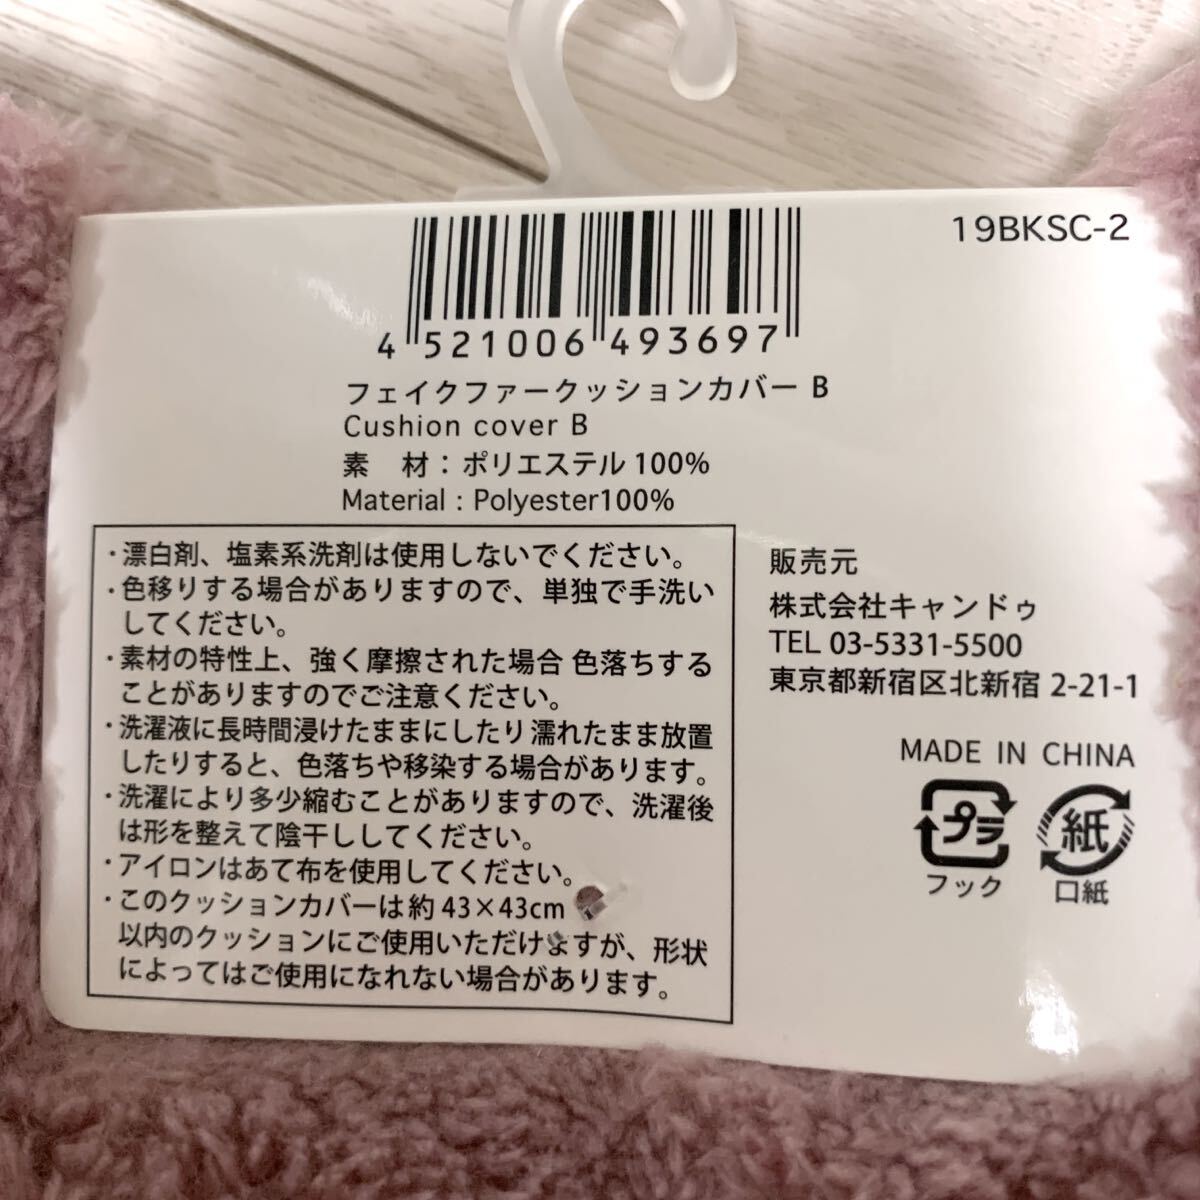 19BKSC-2
4 521006 493697
フェイクファークッションカバー B
Cushion cover B
素　材：ポリエステル 100%
Material : Polyester100%
・漂白剤、塩素系洗剤は使用しないでください。
・色移りする場合がありますので、単独で手洗い
してください。
・素材の特性上、強く摩擦された場合 色落ちする
ことがありますのでご注意ください。
・洗濯液に長時間浸けたままにしたり 濡れたまま放置
したりすると、色落ちや移染する場合があります。
・洗濯により多少縮むことがありますので、洗濯後
は形を整えて陰干ししてください。
・アイロンはあて布を使用してください。
・このクッションカバーは約 43×43cm
以内のクッションにご使用いただけますが、形状
によってはご使用になれない場合があります。
販売元
株式会社キャンドゥ
TEL 03-5331-5500
東京都新宿区北新宿 2-21-1
MADE IN CHINA
プラ 紙
フック 口紙